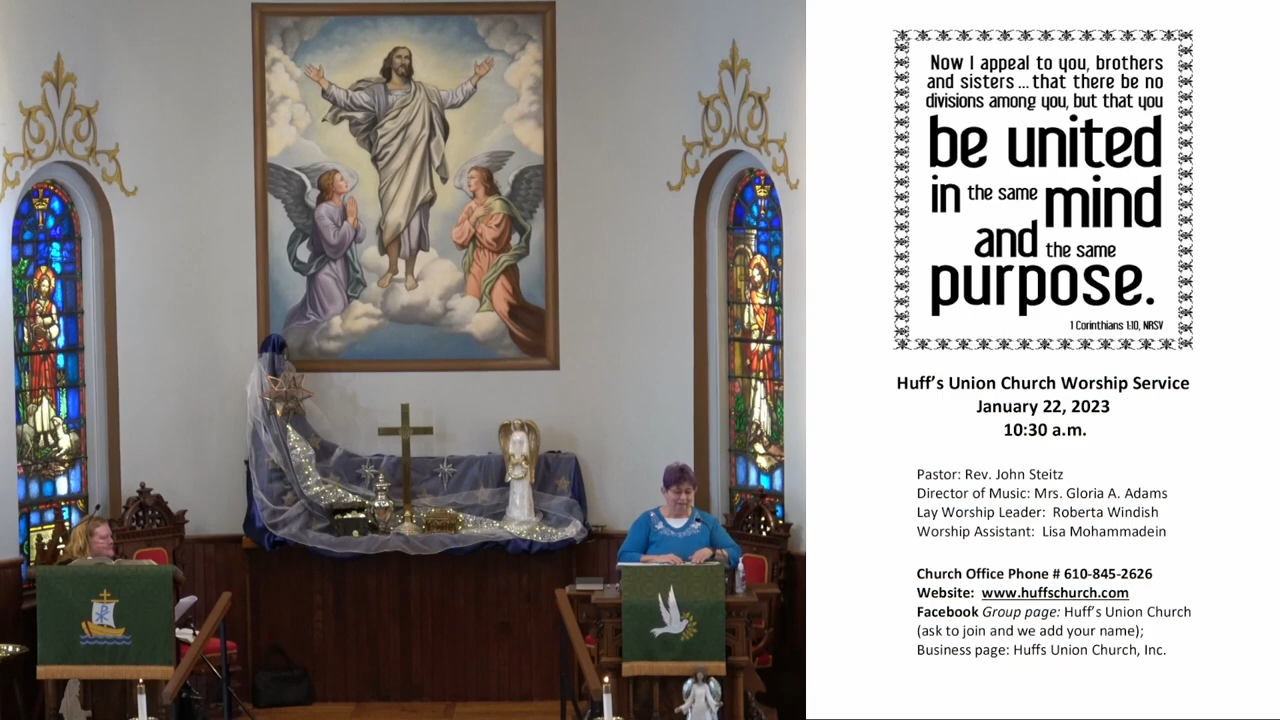 Now I appeal to you, brothers
and sisters ... that there be no
divisions among you, but that you
be united
in the same mind
and the same
purpose.
1 Corinthians 1:10, NRSV
Huff's Union Church Worship Service
January 22, 2023
10:30 a.m.
Pastor: Rev. John Steitz
Director of Music: Mrs. Gloria A. Adams
Lay Worship Leader: Roberta Windish
Worship Assistant: Lisa Mohammadein
Church Office Phone # 610-845-2626
Website: www.huffschurch.com
Facebook Group page: Huff's Union Church
(ask to join and we add your name);
Business page: Huffs Union Church, Inc.